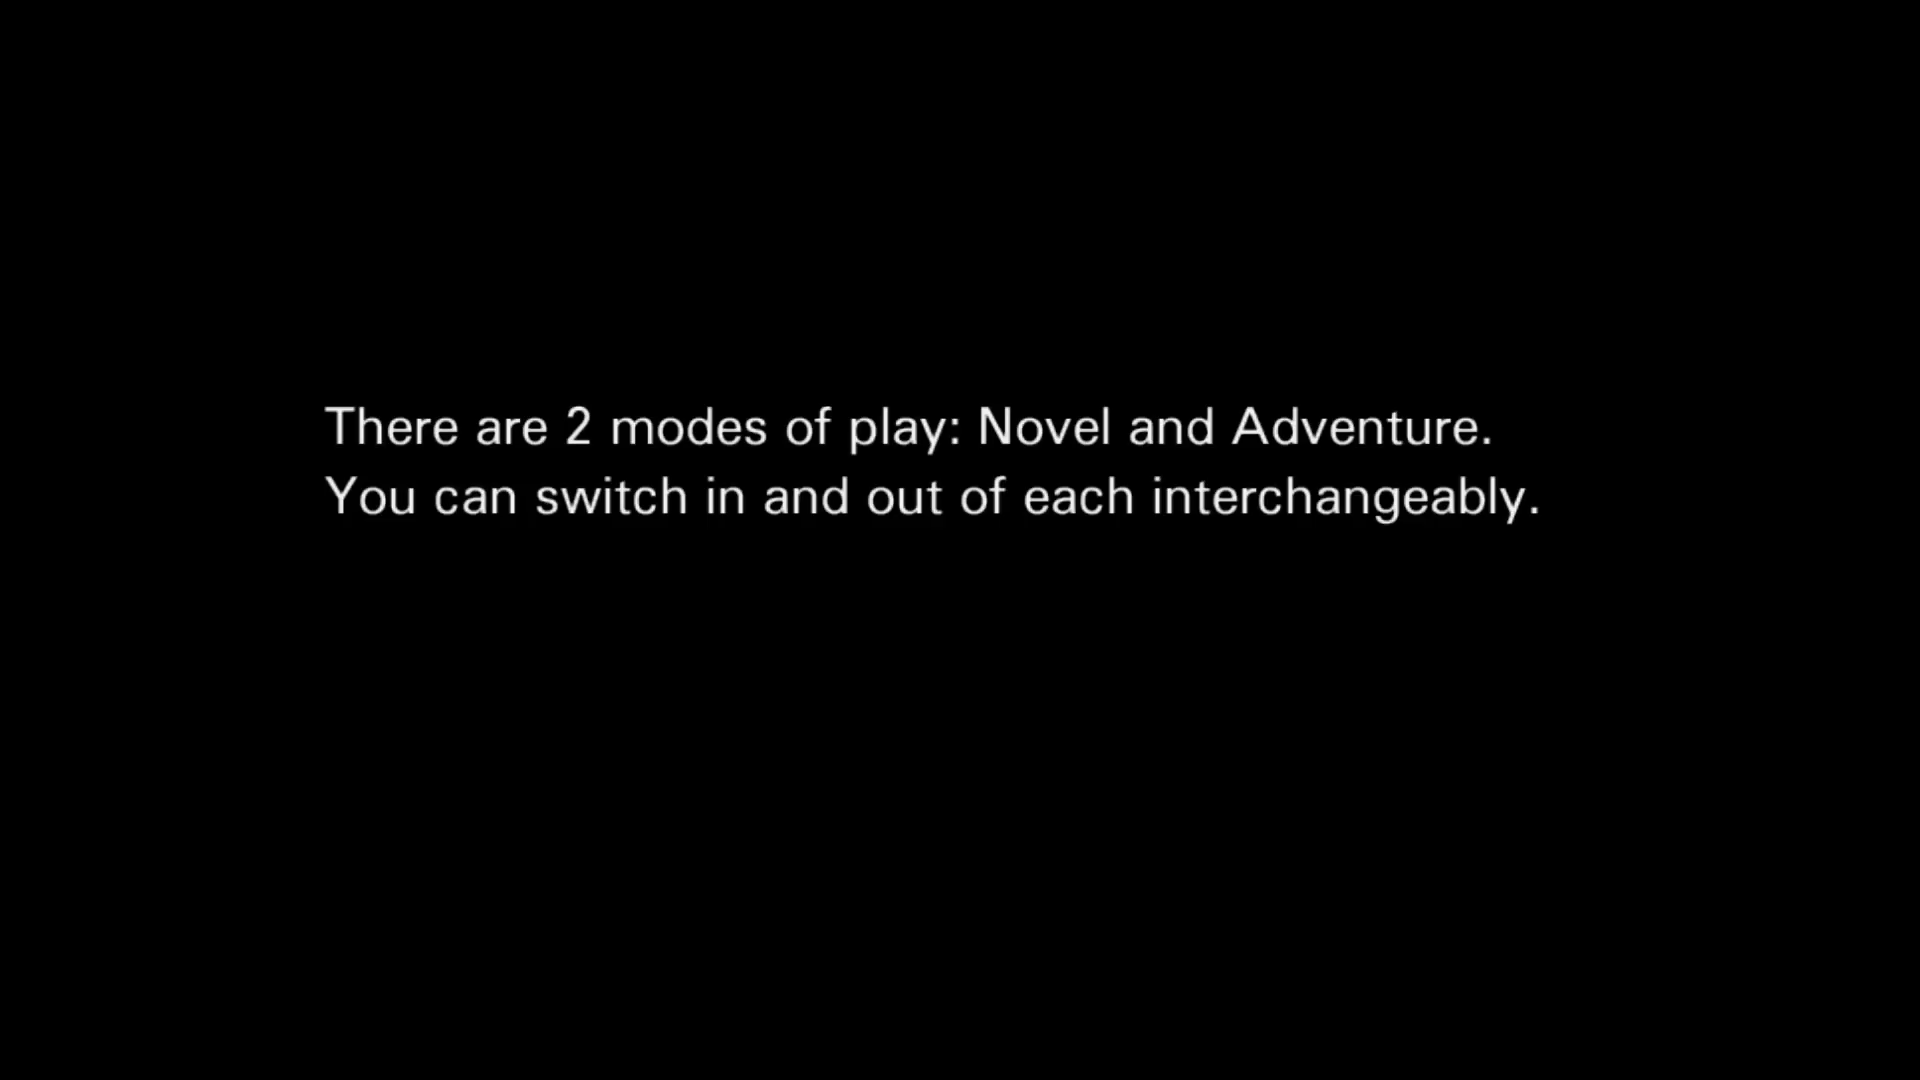 There are 2 modes of play: Novel and Adventure.
You can switch in and out of each interchangeably.